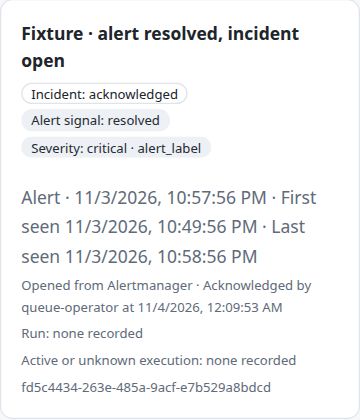 Fixture · alert resolved, incident
open
Incident: acknowledged
Alert signal: resolved
Severity: critical · alert_label
Alert · 11/3/2026, 10:57:56 PM · First
seen 11/3/2026, 10:49:56 PM · Last
seen 11/3/2026, 10:58:56 PM
Opened from Alertmanager · Acknowledged by
queue-operator at 11/4/2026, 12:09:53 AM
Run: none recorded
Active or unknown execution: none recorded
fd5c4434-263e-485a-9acf-e7b529a8bdcd